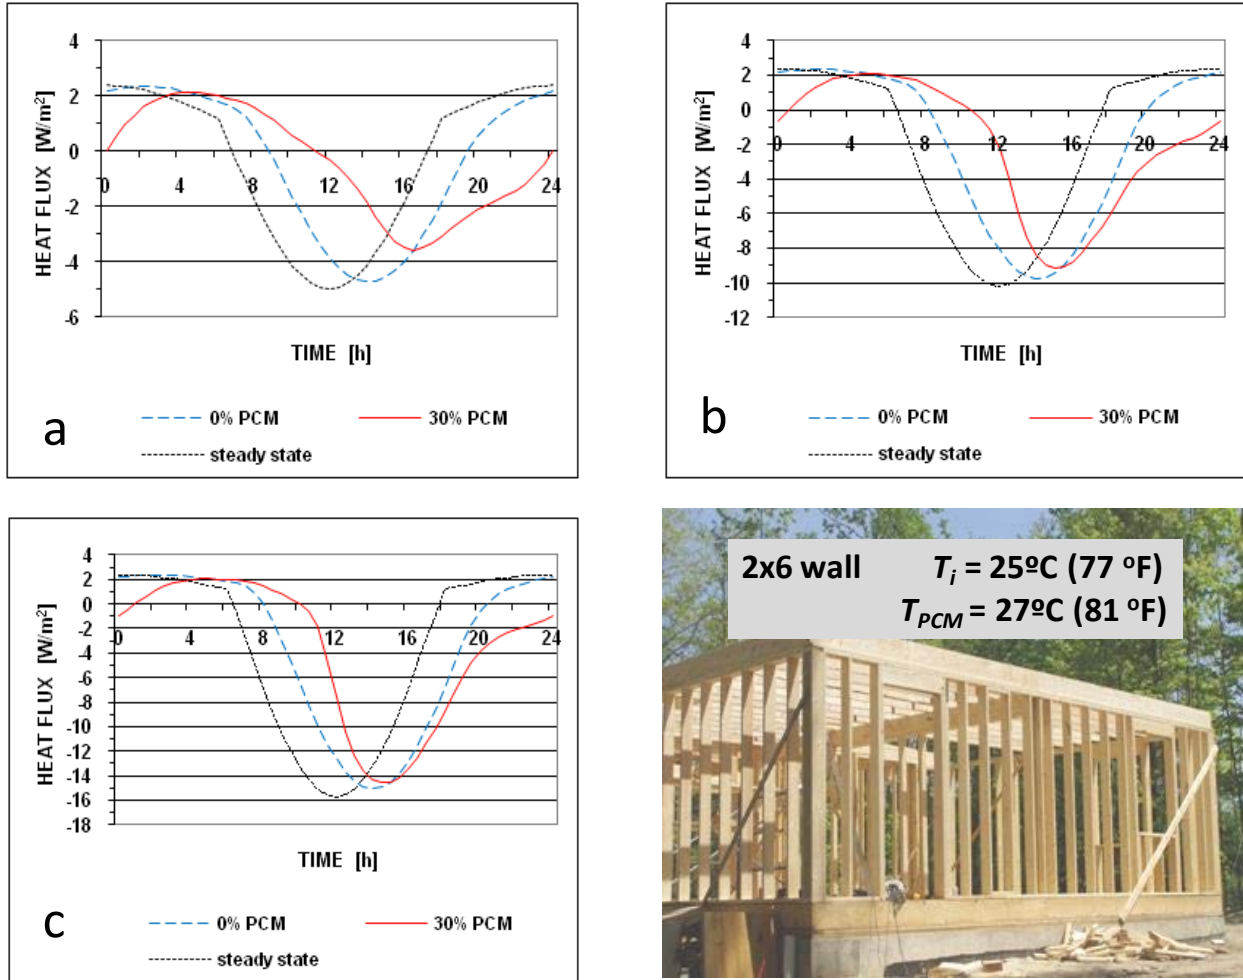 4
2
0
-2
-4
-6
HEAT FLUX [W/m²]
0 4 8 12 16 20 24
TIME [h]
0% PCM 30% PCM
steady state
a
4
2
0
-2
-4
-6
-8
-10
-12
HEAT FLUX [W/m²]
0 4 8 12 16 20 24
TIME [h]
0% PCM 30% PCM
steady state
b
4
2
0
-2
-4
-6
-8
-10
-12
-14
-16
-18
HEAT FLUX [W/m²]
0 4 8 12 16 20 24
TIME [h]
0% PCM 30% PCM
steady state
c
2x6 wall Ti = 25ºC (77 ºF)
TPCM = 27ºC (81 ºF)